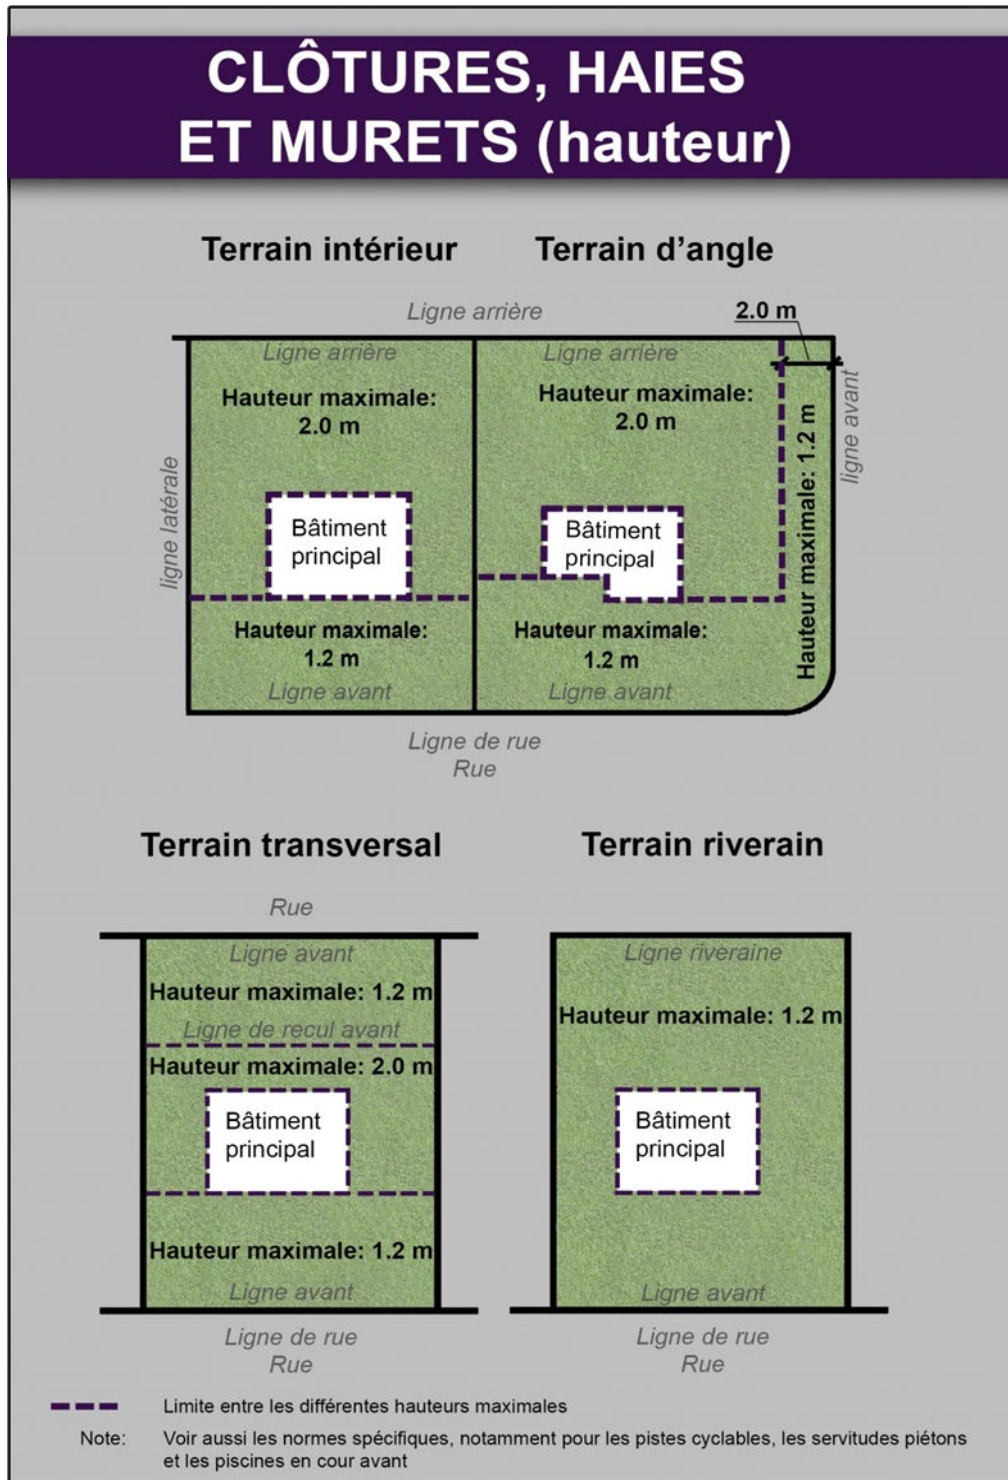 CLÔTURES, HAIES
ET MURETS (hauteur)
Terrain intérieur
Terrain d'angle
Ligne arrière
2.0 m
Ligne arrière
Ligne arrière
Hauteur maximale:
2.0 m
Hauteur maximale:
2.0 m
ligne latérale
ligne avant
Hauteur maximale: 1.2 m
Bâtiment
principal
Bâtiment
principal
Hauteur maximale:
1.2 m
Hauteur maximale:
1.2 m
Ligne avant
Ligne avant
Ligne de rue
Rue
Terrain transversal
Rue
Ligne avant
Hauteur maximale: 1.2 m
Ligne de recul avant
Hauteur maximale: 2.0 m
Bâtiment
principal
Hauteur maximale: 1.2 m
Ligne avant
Ligne de rue
Rue
Terrain riverain
Ligne riveraine
Hauteur maximale: 1.2 m
Bâtiment
principal
Ligne avant
Ligne de rue
Rue
Limite entre les différentes hauteurs maximales
Note: Voir aussi les normes spécifiques, notamment pour les pistes cyclables, les servitudes piétons
et les piscines en cour avant